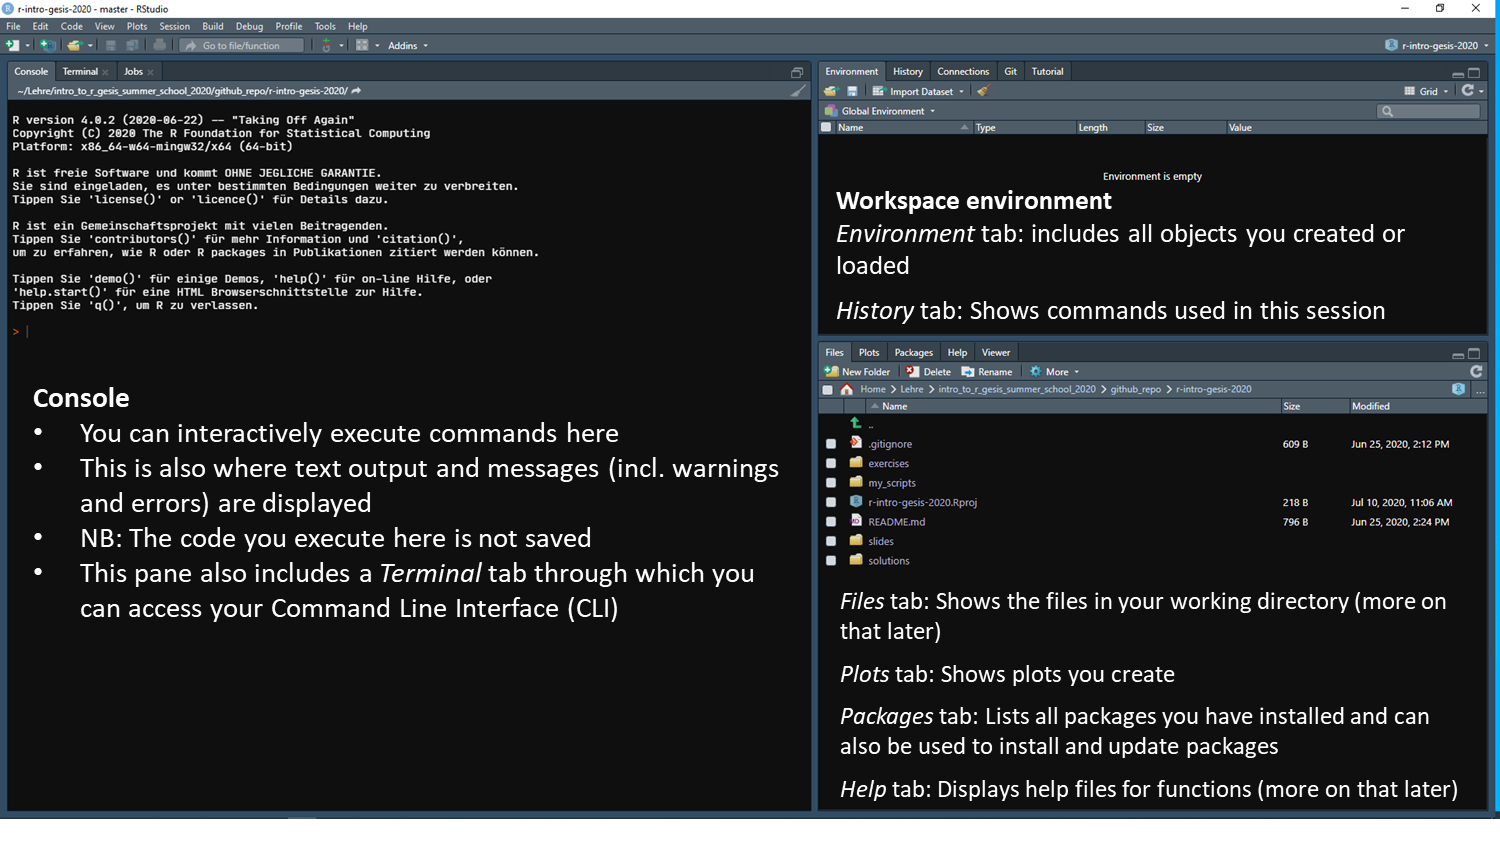 r-intro-gesis-2020 - master - RStudio
File Edit Code View Plots Session Build Debug Profile Tools Help
Go to file/function Addins r-intro-gesis-2020
Console Terminal Jobs
~/Lehre/intro_to_r_gesis_summer_school_2020/github_repo/r-intro-gesis-2020/
R version 4.0.2 (2020-06-22) -- "Taking Off Again"
Copyright (C) 2020 The R Foundation for Statistical Computing
Platform: x86_64-w64-mingw32/x64 (64-bit)
R ist freie Software und kommt OHNE JEGLICHE GARANTIE.
Sie sind eingeladen, es unter bestimmten Bedingungen weiter zu verbreiten.
Tippen Sie 'license()' or 'licence()' für Details dazu.
R ist ein Gemeinschaftsprojekt mit vielen Beitragenden.
Tippen Sie 'contributors()' für mehr Information und 'citation()',
um zu erfahren, wie R oder R packages in Publikationen zitiert werden können.
Tippen Sie 'demo()' für einige Demos, 'help()' für on-line Hilfe, oder
'help.start()' für eine HTML Browserschnittstelle zur Hilfe.
Tippen Sie 'q()', um R zu verlassen.
>
Console
• You can interactively execute commands here
• This is also where text output and messages (incl. warnings
and errors) are displayed
• NB: The code you execute here is not saved
• This pane also includes a Terminal tab through which you
can access your Command Line Interface (CLI)
Environment History Connections Git Tutorial
Import Dataset Grid
Global Environment
Name Type Length Size Value
Environment is empty
Workspace environment
Environment tab: includes all objects you created or
loaded
History tab: Shows commands used in this session
Files Plots Packages Help Viewer
New Folder Delete Rename More
Home > Lehre > intro_to_r_gesis_summer_school_2020 > github_repo > r-intro-gesis-2020 ...
Name Size Modified
..
.gitignore 609 B Jun 25, 2020, 2:12 PM
exercises
my_scripts
r-intro-gesis-2020.Rproj 218 B Jul 10, 2020, 11:06 AM
README.md 796 B Jun 25, 2020, 2:24 PM
slides
solutions
Files tab: Shows the files in your working directory (more on
that later)
Plots tab: Shows plots you create
Packages tab: Lists all packages you have installed and can
also be used to install and update packages
Help tab: Displays help files for functions (more on that later)